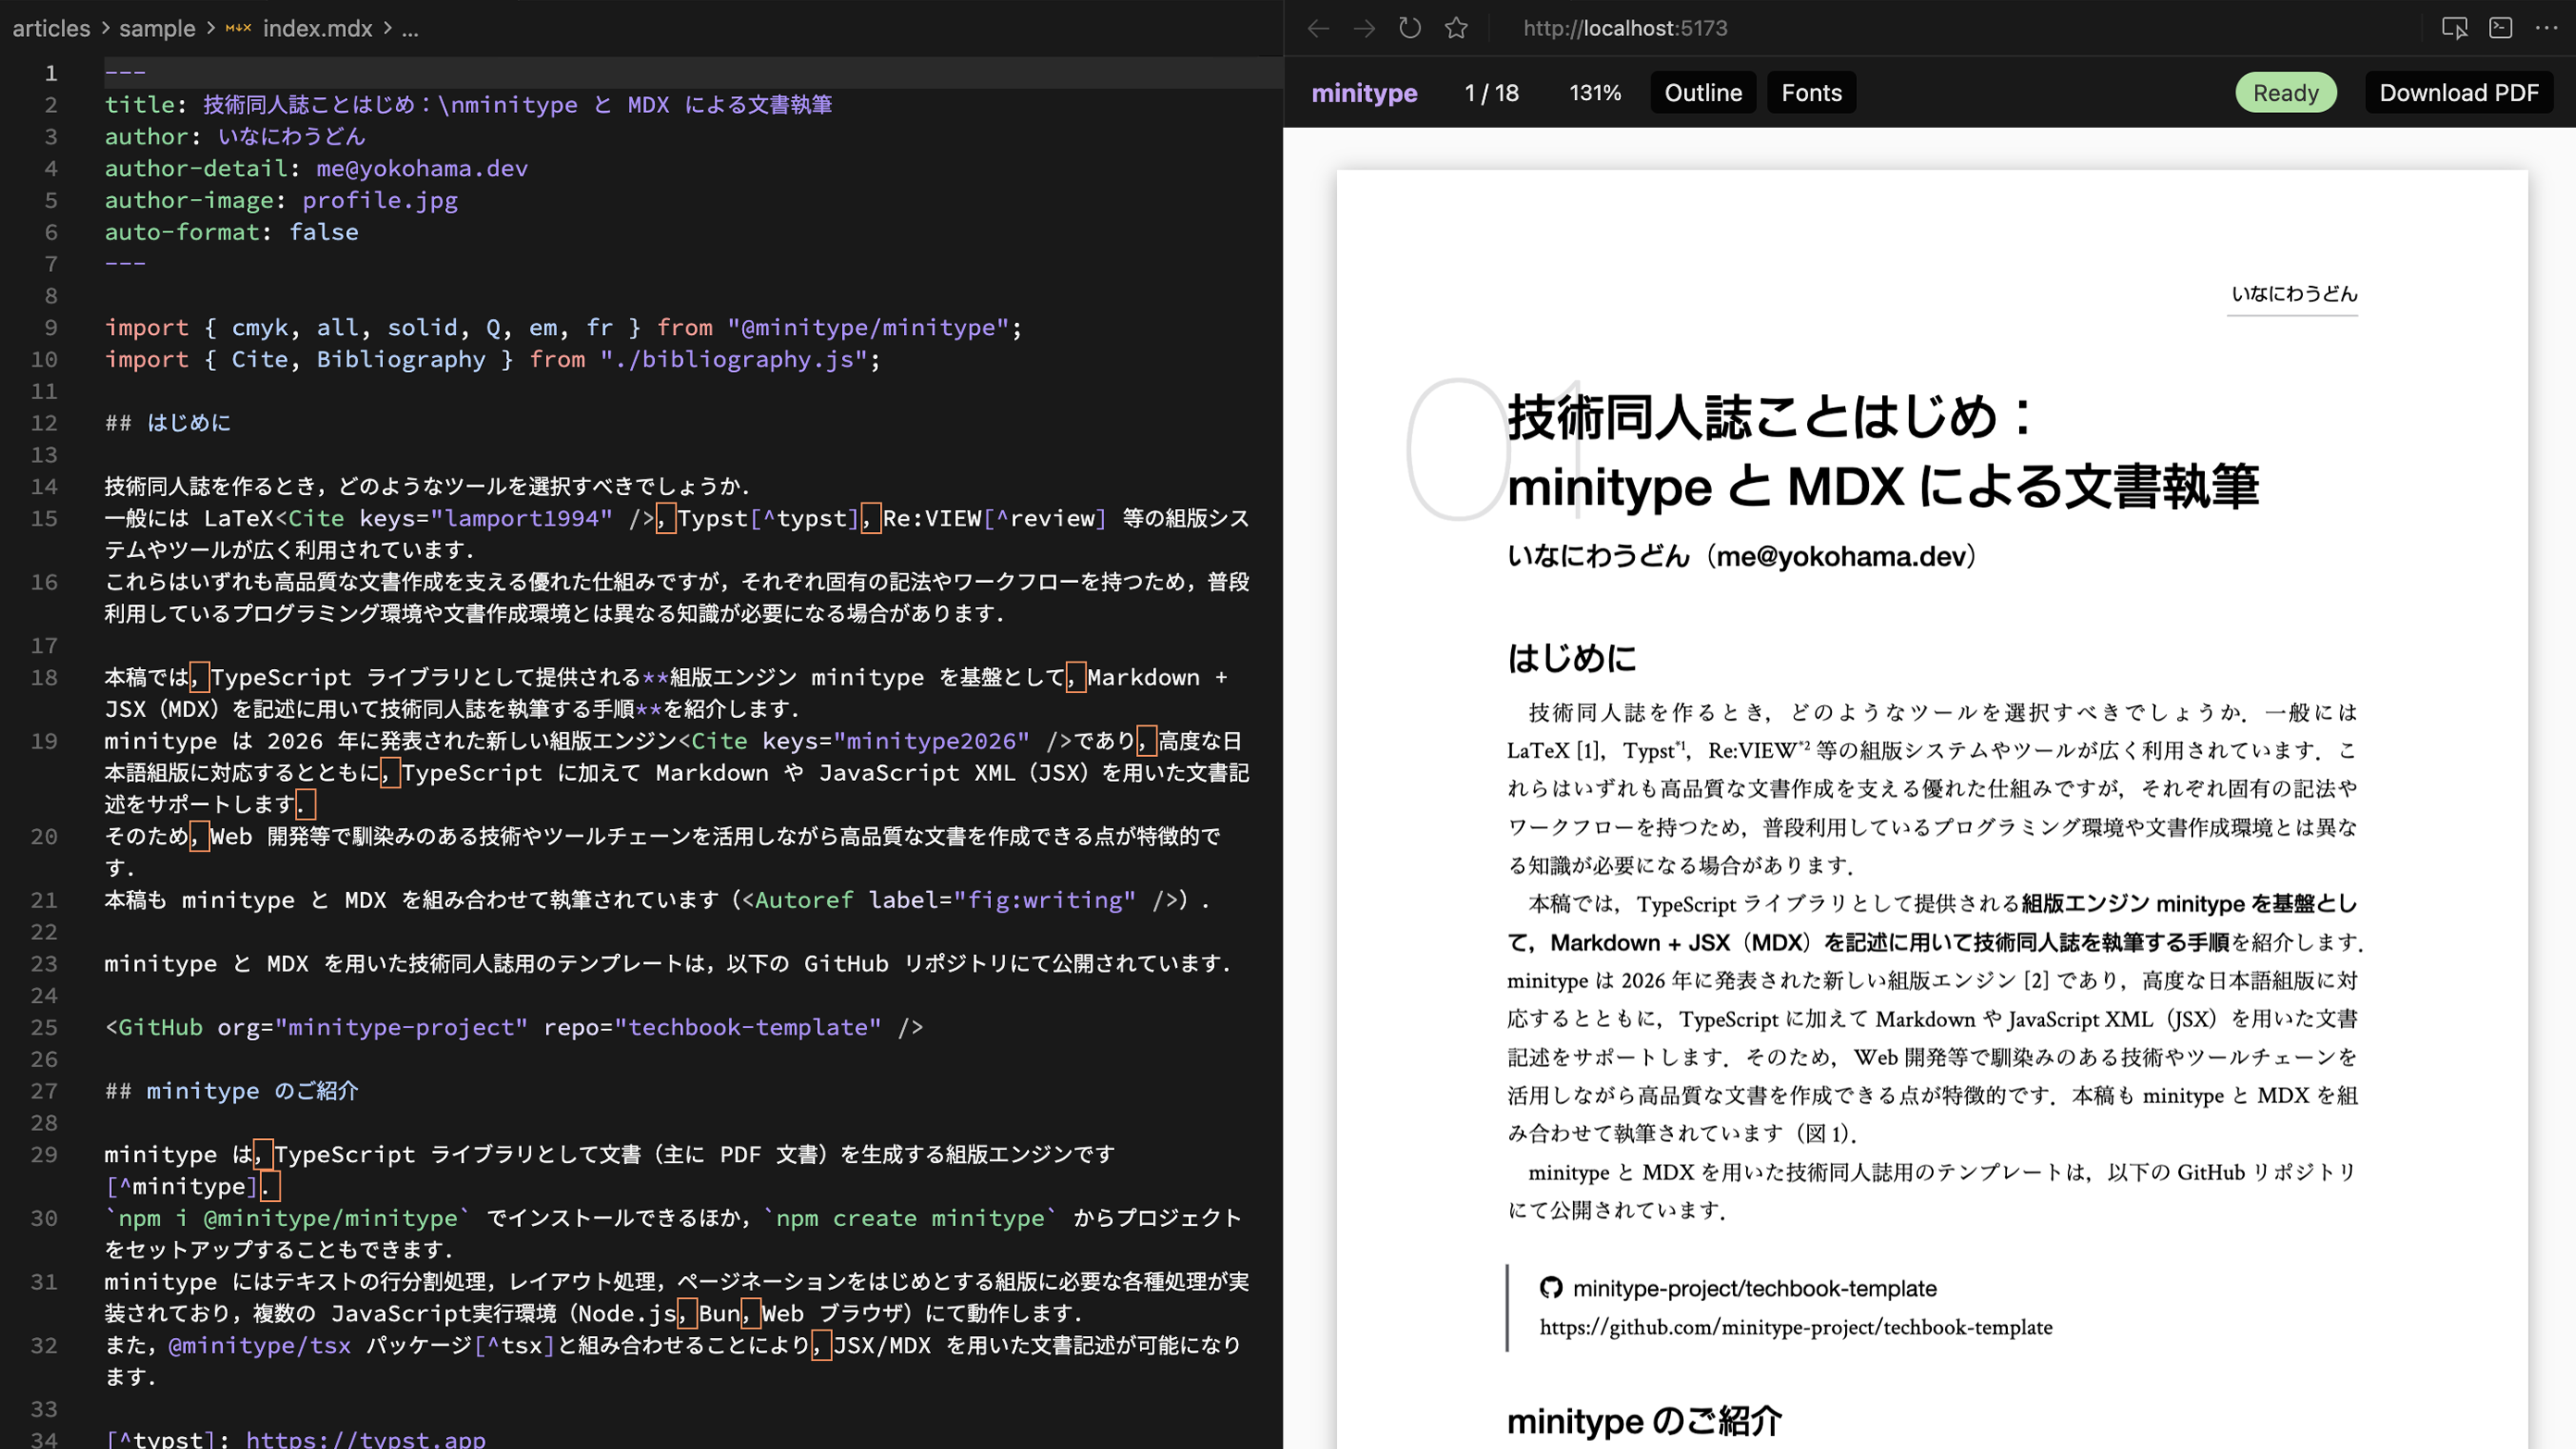 articles > sample > index.mdx > ...
1 ---
2 title: 技術同人誌ことはじめ：\nminitype と MDX による文書執筆
3 author: いなにわうどん
4 author-detail: me@yokohama.dev
5 author-image: profile.jpg
6 auto-format: false
7 ---
8
9 import { cmyk, all, solid, Q, em, fr } from "@minitype/minitype";
10 import { Cite, Bibliography } from "./bibliography.js";
11
12 ## はじめに
13
14 技術同人誌を作るとき，どのようなツールを選択すべきでしょうか．
15 一般には LaTeX<Cite keys="lamport1994" />，Typst[^typst]，Re:VIEW[^review] 等の組版シス
テムやツールが広く利用されています．
16 これらはいずれも高品質な文書作成を支える優れた仕組みですが，それぞれ固有の記法やワークフローを持つため，普段
利用しているプログラミング環境や文書作成環境とは異なる知識が必要になる場合があります．
17
18 本稿では，TypeScript ライブラリとして提供される**組版エンジン minitype を基盤として，Markdown +
JSX（MDX）を記述に用いて技術同人誌を執筆する手順**を紹介します．
19 minitype は 2026 年に発表された新しい組版エンジン<Cite keys="minitype2026" />であり，高度な日
本語組版に対応するとともに，TypeScript に加えて Markdown や JavaScript XML（JSX）を用いた文書記
述をサポートします．
20 そのため，Web 開発等で馴染みのある技術やツールチェーンを活用しながら高品質な文書を作成できる点が特徴的で
す．
21 本稿も minitype と MDX を組み合わせて執筆されています（<Autoref label="fig:writing" />）．
22
23 minitype と MDX を用いた技術同人誌用のテンプレートは，以下の GitHub リポジトリにて公開されています．
24
25 <GitHub org="minitype-project" repo="techbook-template" />
26
27 ## minitype のご紹介
28
29 minitype は，TypeScript ライブラリとして文書（主に PDF 文書）を生成する組版エンジンです
[^minitype]．
30 `npm i @minitype/minitype` でインストールできるほか，`npm create minitype` からプロジェクト
をセットアップすることもできます．
31 minitype にはテキストの行分割処理，レイアウト処理，ページネーションをはじめとする組版に必要な各種処理が実
装されており，複数の JavaScript実行環境（Node.js，Bun，Web ブラウザ）にて動作します．
32 また，@minitype/tsx パッケージ[^tsx]と組み合わせることにより，JSX/MDX を用いた文書記述が可能になり
ます．
33
34 [^typst]: https://typst.app
http://localhost:5173
minitype 1 / 18 131% Outline Fonts Ready Download PDF
いなにわうどん
01
技術同人誌ことはじめ：
minitype と MDX による文書執筆
いなにわうどん（me@yokohama.dev）
はじめに
技術同人誌を作るとき，どのようなツールを選択すべきでしょうか．一般には
LaTeX [1]，Typst*1，Re:VIEW*2 等の組版システムやツールが広く利用されています．こ
れらはいずれも高品質な文書作成を支える優れた仕組みですが，それぞれ固有の記法や
ワークフローを持つため，普段利用しているプログラミング環境や文書作成環境とは異な
る知識が必要になる場合があります．
本稿では，TypeScript ライブラリとして提供される組版エンジン minitype を基盤とし
て，Markdown + JSX（MDX）を記述に用いて技術同人誌を執筆する手順を紹介します．
minitype は 2026 年に発表された新しい組版エンジン [2] であり，高度な日本語組版に対
応するとともに，TypeScript に加えて Markdown や JavaScript XML（JSX）を用いた文書
記述をサポートします．そのため，Web 開発等で馴染みのある技術やツールチェーンを
活用しながら高品質な文書を作成できる点が特徴的です．本稿も minitype と MDX を組
み合わせて執筆されています（図 1）．
minitype と MDX を用いた技術同人誌用のテンプレートは，以下の GitHub リポジトリ
にて公開されています．
minitype-project/techbook-template
https://github.com/minitype-project/techbook-template
minitype のご紹介